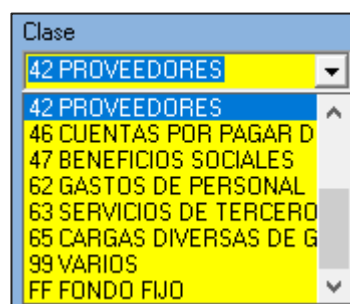 Clase
42 PROVEEDORES
42 PROVEEDORES
46 CUENTAS POR PAGAR D
47 BENEFICIOS SOCIALES
62 GASTOS DE PERSONAL
63 SERVICIOS DE TERCERO
65 CARGAS DIVERSAS DE G
99 VARIOS
FF FONDO FIJO